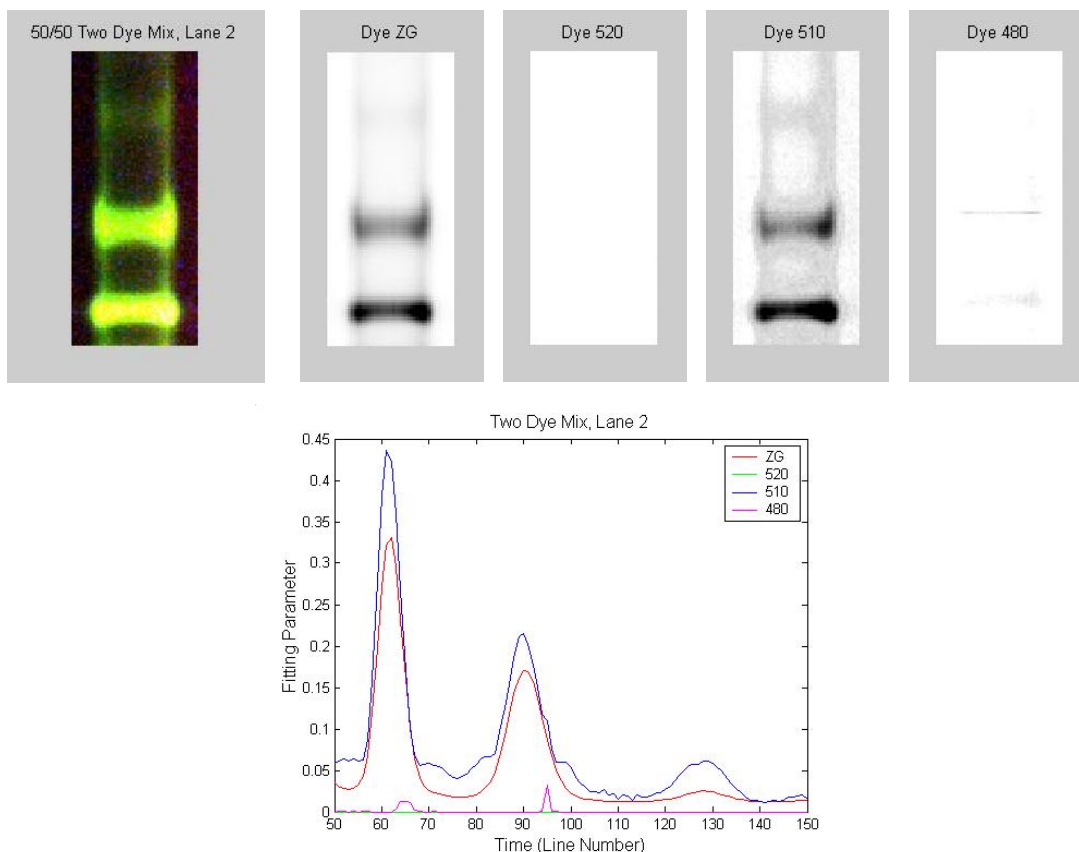 50/50 Two Dye Mix, Lane 2
Dye ZG
Dye 520
Dye 510
Dye 480
Two Dye Mix, Lane 2
ZG
520
510
480
Fitting Parameter
0.45
0.4
0.35
0.3
0.25
0.2
0.15
0.1
0.05
0
50 60 70 80 90 100 110 120 130 140 150
Time (Line Number)